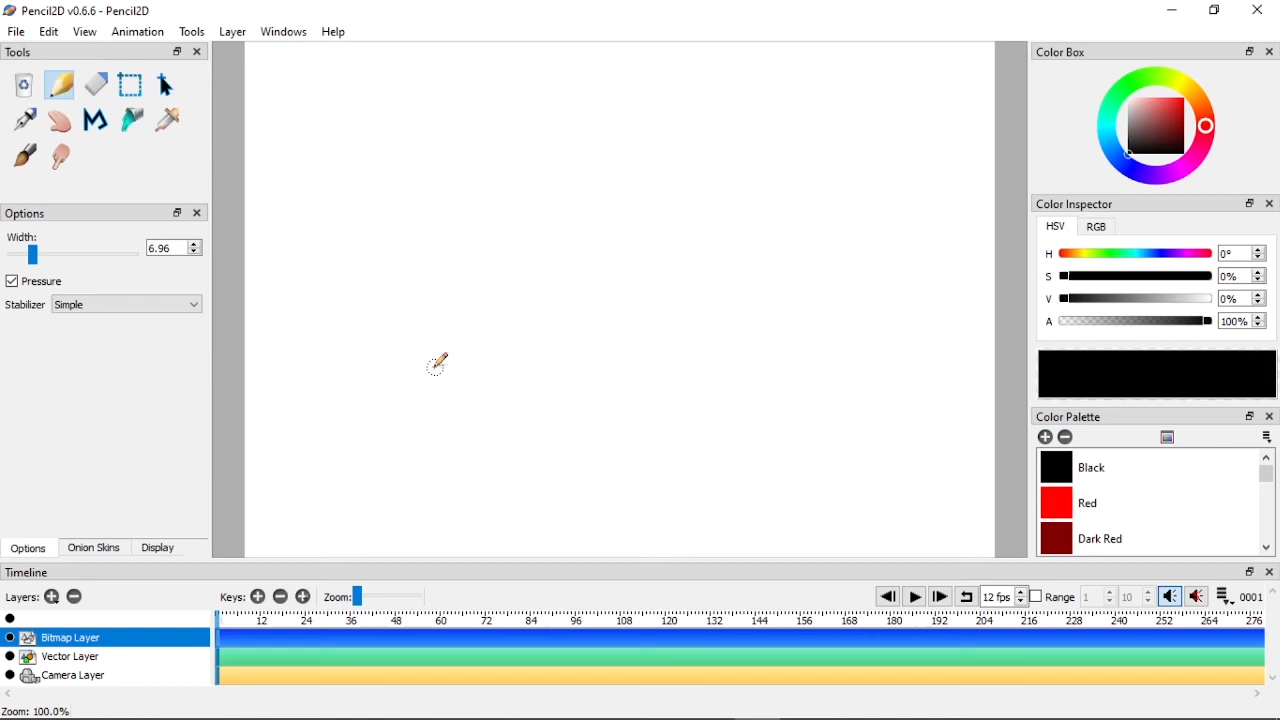 Pencil2D v0.6.6 - Pencil2D
File Edit View Animation Tools Layer Windows Help
Tools
Options
Width:
6.96
Pressure
Stabilizer Simple
Options Onion Skins Display
Color Box
Color Inspector
HSV RGB
H 0°
S 0%
V 0%
A 100%
Color Palette
Black
Red
Dark Red
Timeline
Layers: Keys: Zoom: 12 fps Range 1 10 0001
12 24 36 48 60 72 84 96 108 120 132 144 156 168 180 192 204 216 228 240 252 264 276
Bitmap Layer
Vector Layer
Camera Layer
Zoom: 100.0%